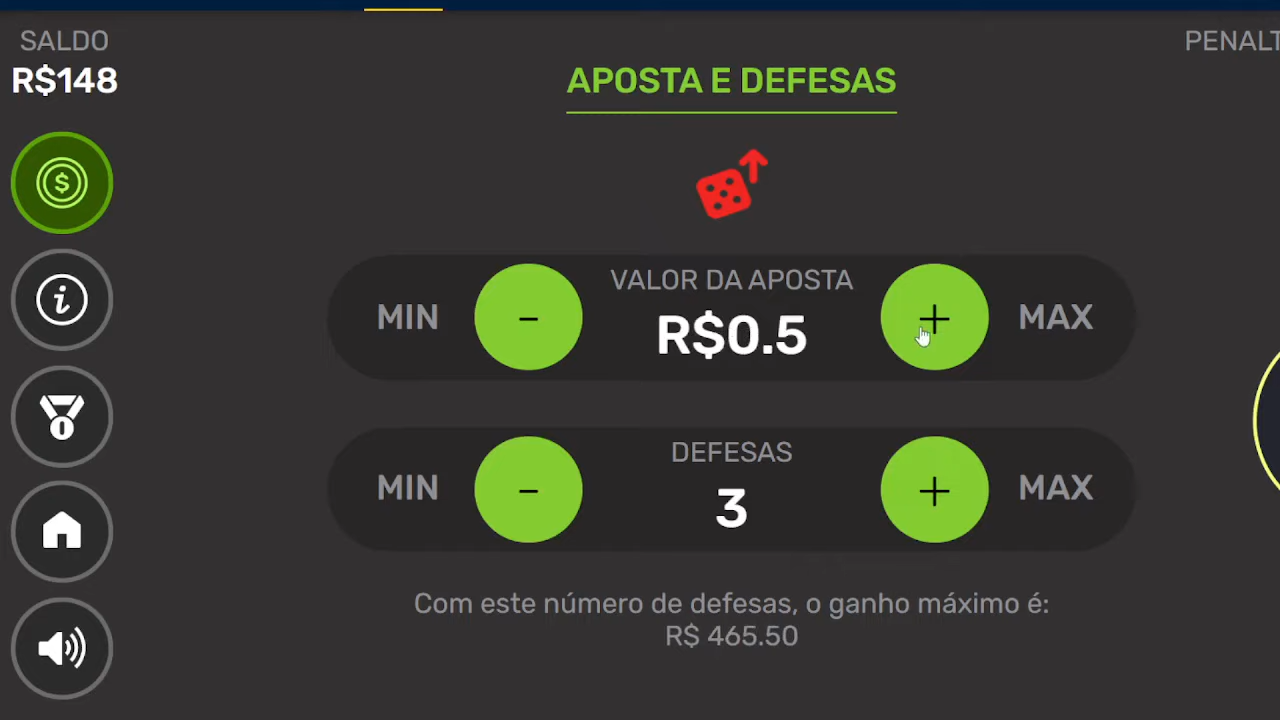 SALDO
R$148
APOSTA E DEFESAS
PENALT
MIN
-
VALOR DA APOSTA
R$0.5
+
MAX
MIN
-
DEFESAS
3
+
MAX
Com este número de defesas, o ganho máximo é:
R$ 465.50